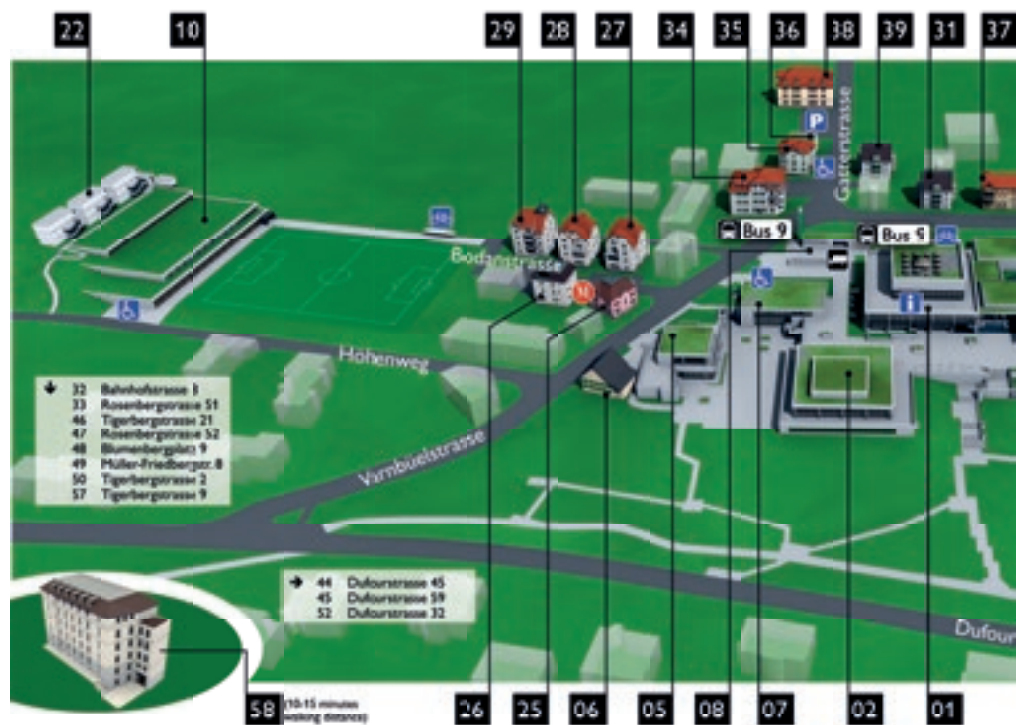 22 10 29 28 27 34 35 36 38 39 31 37
P
Gatterstrasse
Bus 9
Bus 9
Bodanstrasse
M
i
Höhenweg
32 Bahnhofstrasse 8
33 Rosenbergstrasse 51
46 Tigerbergstrasse 21
47 Rosenbergstrasse 52
48 Blumenbergplatz 9
49 Müller-Friedbergstr. 8
50 Tigerbergstrasse 2
57 Tigerbergstrasse 9
Varnbüelstrasse
44 Dufourstrasse 45
45 Dufourstrasse 59
52 Dufourstrasse 32
Dufour
58 (10-15 minutes
walking distance)
26 25 06 05 08 07 02 01